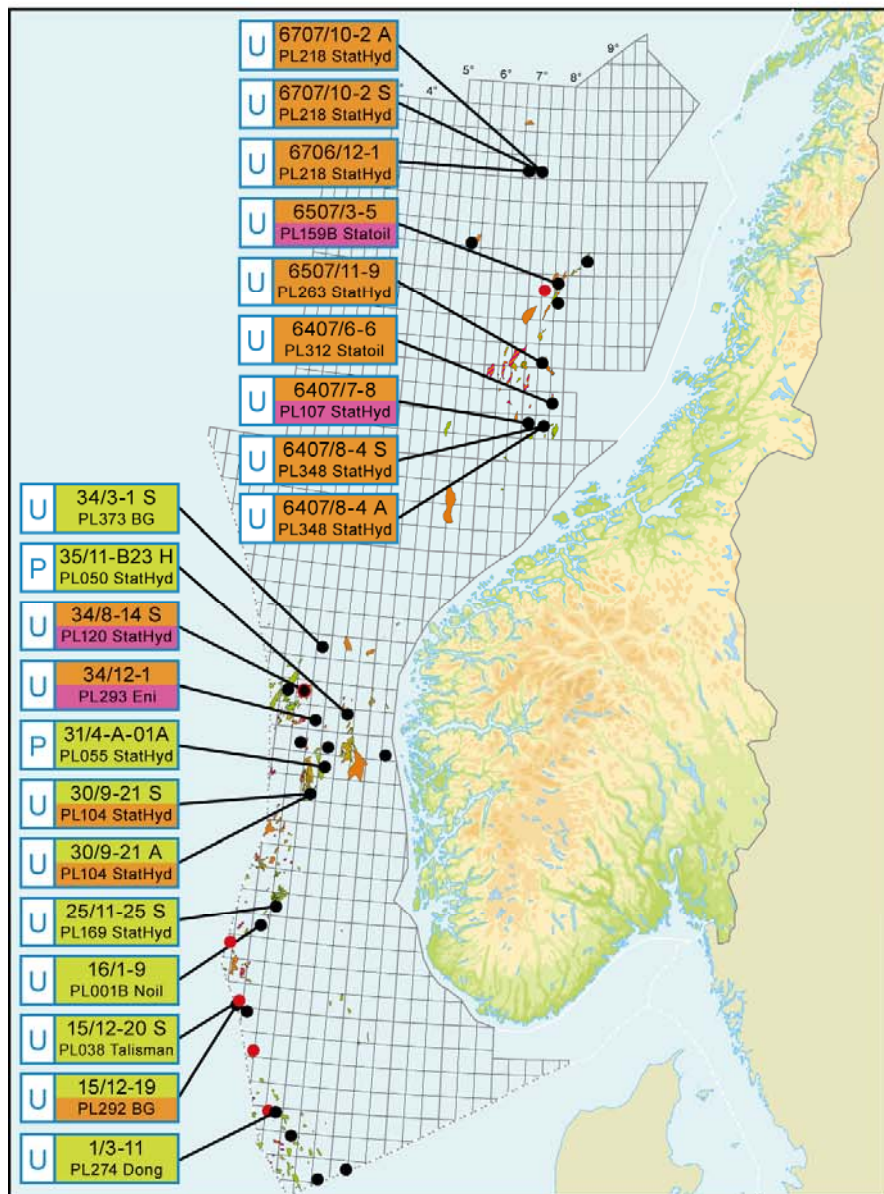 U
6707/10-2 A
PL218 StatHyd
U
6707/10-2 S
PL218 StatHyd
U
6706/12-1
PL218 StatHyd
U
6507/3-5
PL159B Statoil
U
6507/11-9
PL263 StatHyd
U
6407/6-6
PL312 Statoil
U
6407/7-8
PL107 StatHyd
U
6407/8-4 S
PL348 StatHyd
U
6407/8-4 A
PL348 StatHyd
4° 5° 6° 7° 8° 9°
U
34/3-1 S
PL373 BG
P
35/11-B23 H
PL050 StatHyd
U
34/8-14 S
PL120 StatHyd
U
34/12-1
PL293 Eni
P
31/4-A-01A
PL055 StatHyd
U
30/9-21 S
PL104 StatHyd
U
30/9-21 A
PL104 StatHyd
U
25/11-25 S
PL169 StatHyd
U
16/1-9
PL001B Noil
U
15/12-20 S
PL038 Talisman
U
15/12-19
PL292 BG
U
1/3-11
PL274 Dong